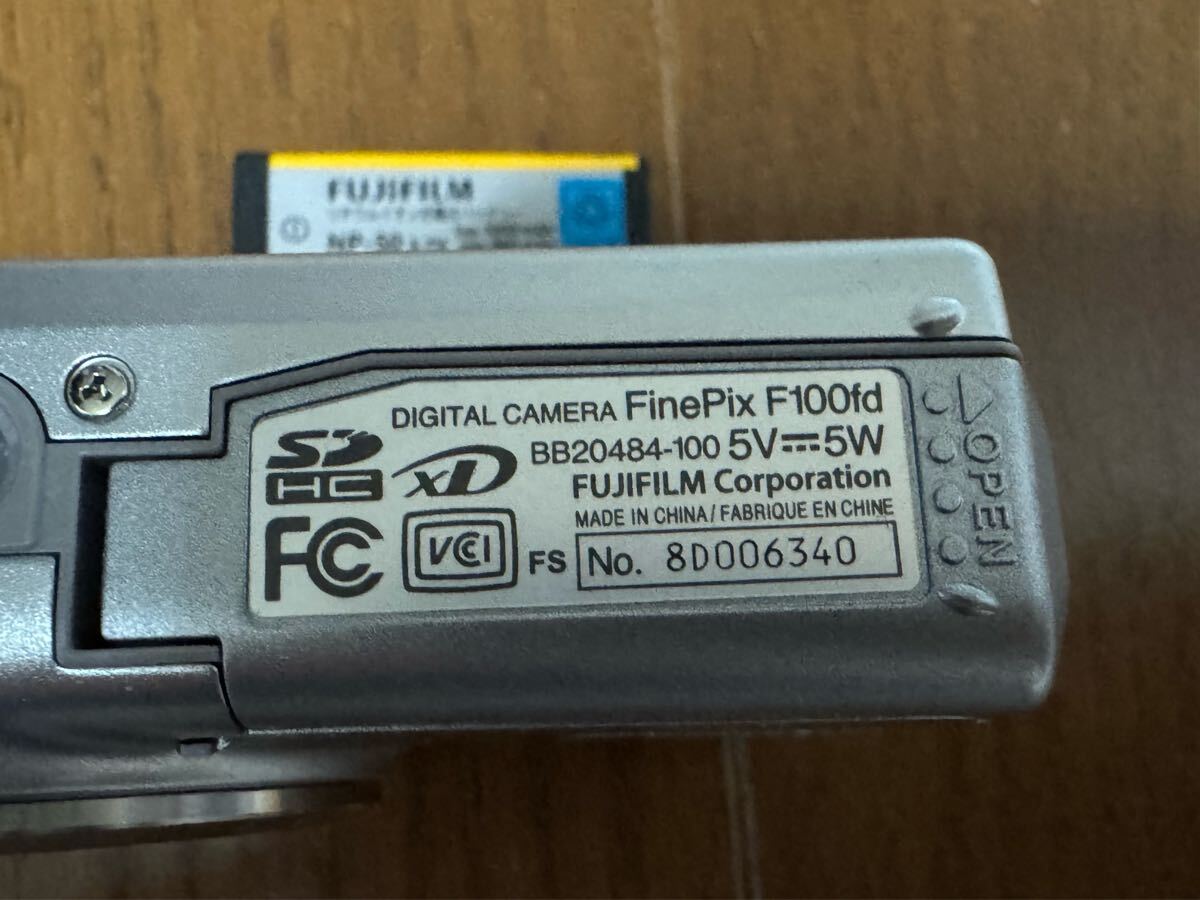 FUJIFILM
NP-50
DIGITAL CAMERA FinePix F100fd
SD HC xD BB20484-100 5V⎓5W
FUJIFILM Corporation
MADE IN CHINA/FABRIQUE EN CHINE
FC VCCI FS No. 8D006340
OPEN